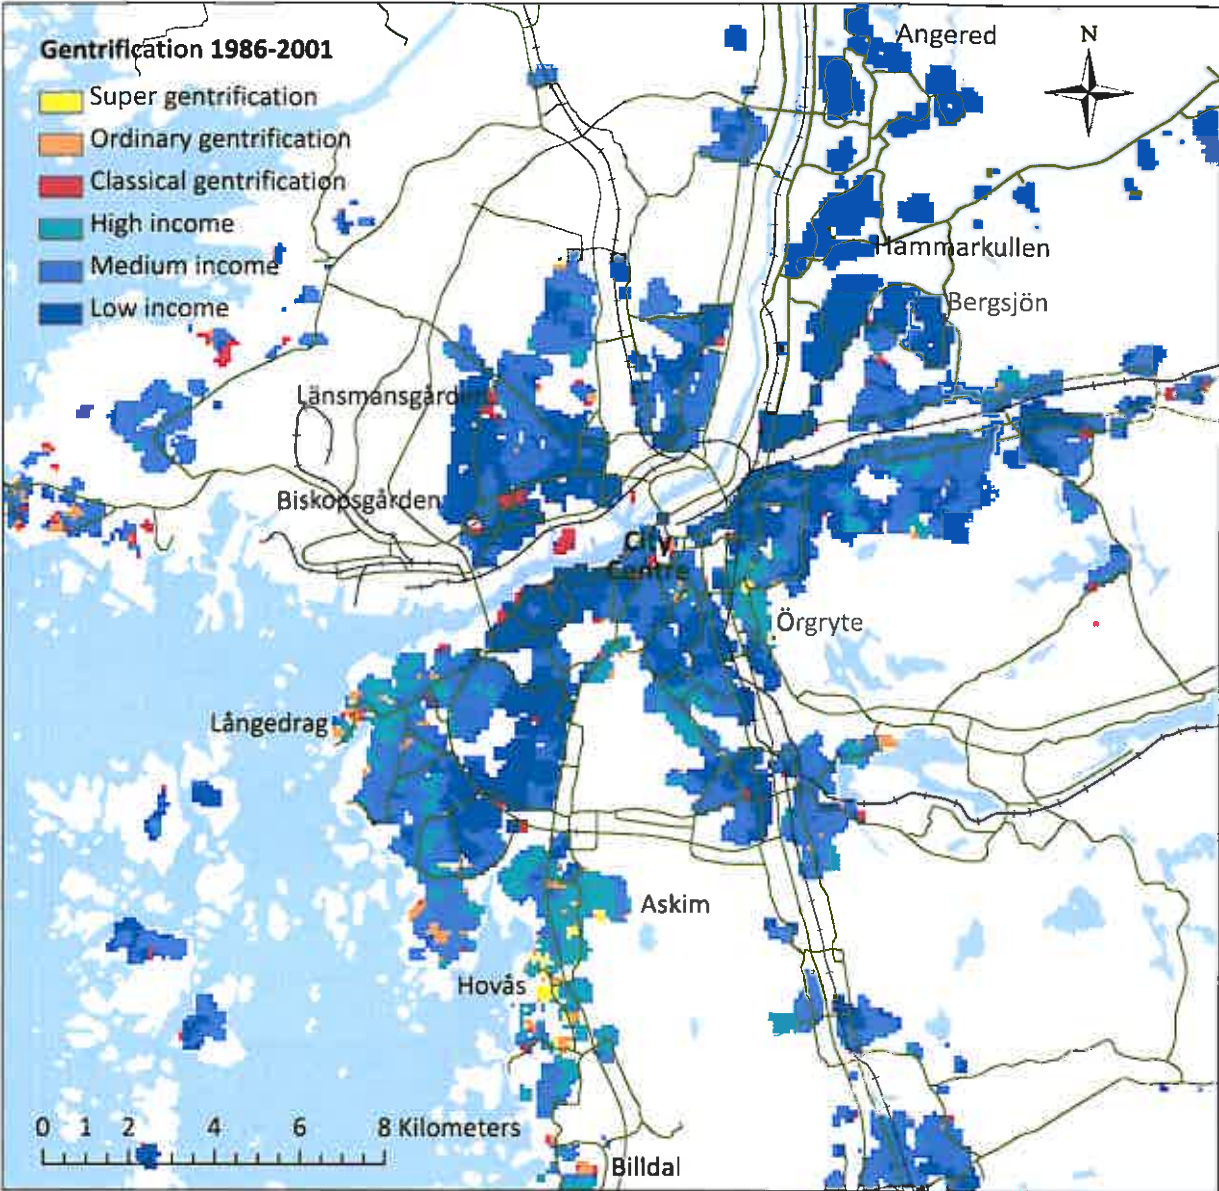 Angered
N
Gentrification 1986-2001
Super gentrification
Ordinary gentrification
Classical gentrification
High income
Medium income
Low income
Hammarkullen
Bergsjön
Länsmansgården
Biskopsgården
City
Centre
Örgryte
Långedrag
Askim
Hovås
0 1 2 4 6 8 Kilometers
Billdal